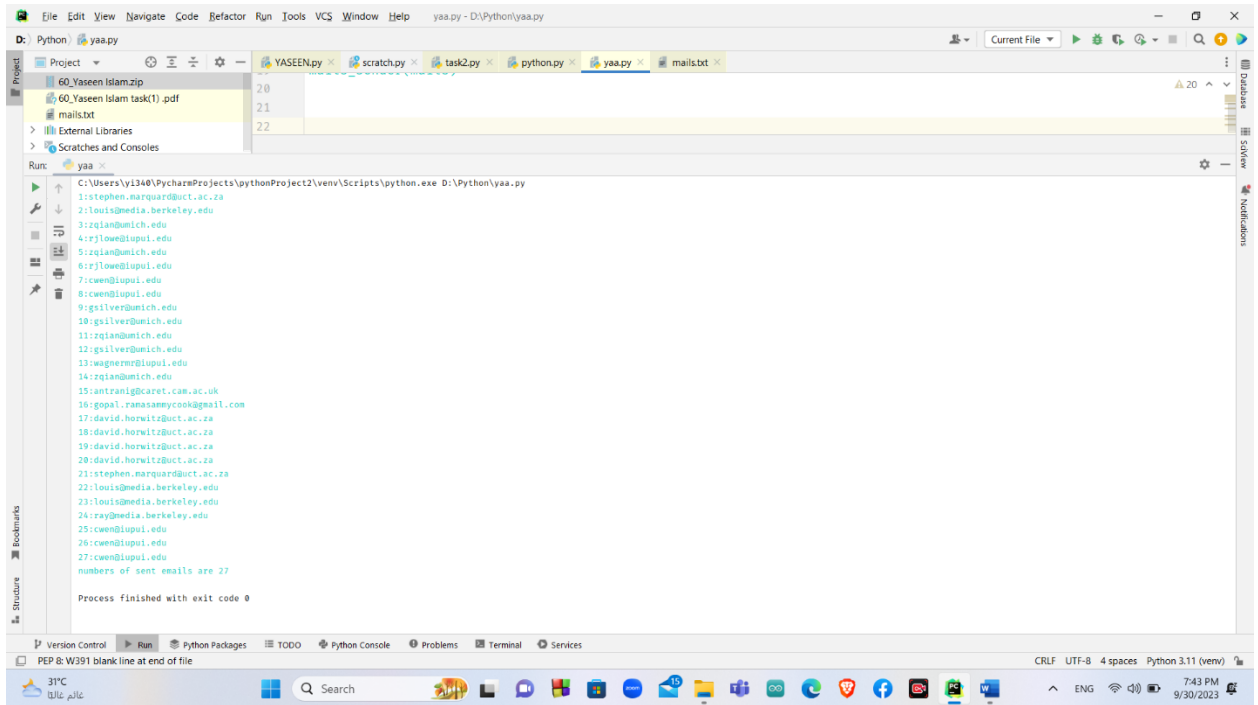 File Edit View Navigate Code Refactor Run Tools VCS Window Help yaa.py - D:\Python\yaa.py
D: Python yaa.py Current File
Project YASEEN.py scratch.py task2.py python.py yaa.py mails.txt
60_Yaseen Islam.zip
60_Yaseen Islam task(1) .pdf
mails.txt
External Libraries
Scratches and Consoles
20
21
22
20
Project
Database
SciView
Notifications
Run: yaa
C:\Users\yi340\PycharmProjects\pythonProject2\venv\Scripts\python.exe D:\Python\yaa.py
1:stephen.marquard@uct.ac.za
2:louis@media.berkeley.edu
3:zqian@umich.edu
4:rjlowe@iupui.edu
5:zqian@umich.edu
6:rjlowe@iupui.edu
7:cwen@iupui.edu
8:cwen@iupui.edu
9:gsilver@umich.edu
10:gsilver@umich.edu
11:zqian@umich.edu
12:gsilver@umich.edu
13:wagnermr@iupui.edu
14:zqian@umich.edu
15:antranig@caret.cam.ac.uk
16:gopal.ramasammycook@gmail.com
17:david.horwitz@uct.ac.za
18:david.horwitz@uct.ac.za
19:david.horwitz@uct.ac.za
20:david.horwitz@uct.ac.za
21:stephen.marquard@uct.ac.za
22:louis@media.berkeley.edu
23:louis@media.berkeley.edu
24:ray@media.berkeley.edu
25:cwen@iupui.edu
26:cwen@iupui.edu
27:cwen@iupui.edu
numbers of sent emails are 27
Process finished with exit code 0
Bookmarks
Structure
Version Control Run Python Packages TODO Python Console Problems Terminal Services
PEP 8: W391 blank line at end of file CRLF UTF-8 4 spaces Python 3.11 (venv)
31°C
غائم غالبًا
Search
zoom
15
PC
W
ENG
7:43 PM
9/30/2023